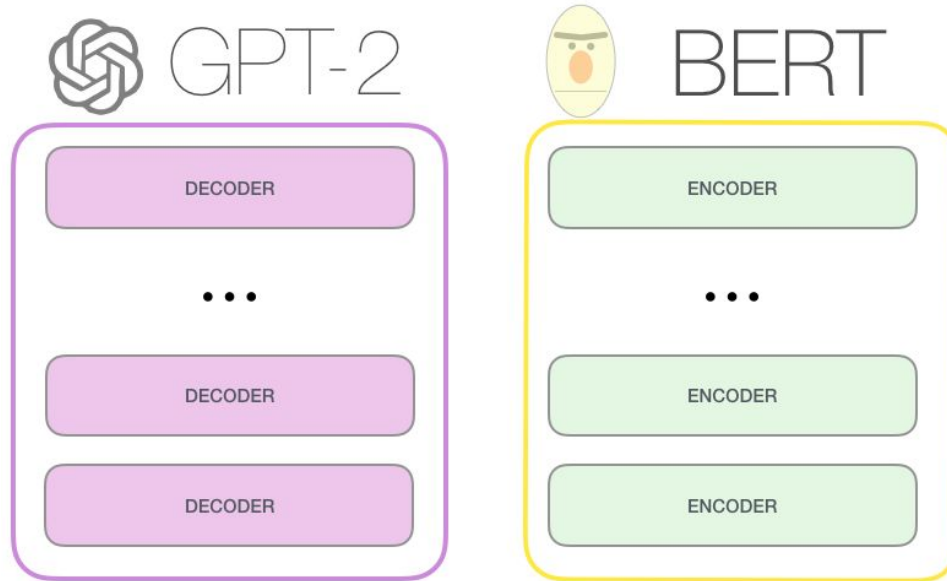 GPT-2
DECODER
...
DECODER
DECODER
BERT
ENCODER
...
ENCODER
ENCODER